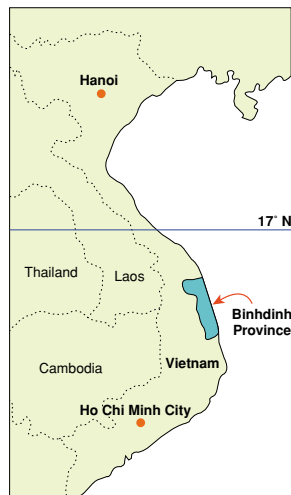 Hanoi
17° N
Thailand
Laos
Binhdinh
Province
Vietnam
Cambodia
Ho Chi Minh City